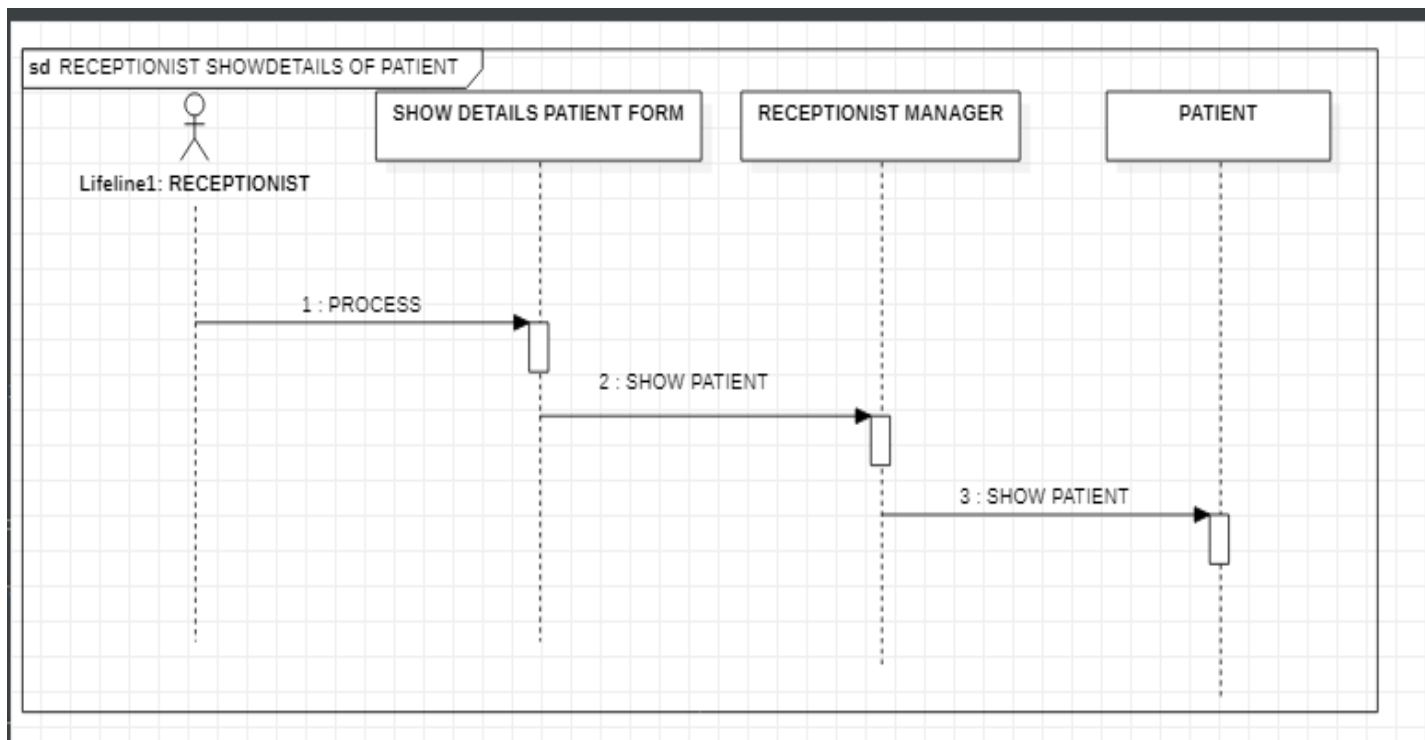 sd RECEPTIONIST SHOWDETAILS OF PATIENT
SHOW DETAILS PATIENT FORM
RECEPTIONIST MANAGER
PATIENT
Lifeline1: RECEPTIONIST
1 : PROCESS
2 : SHOW PATIENT
3 : SHOW PATIENT